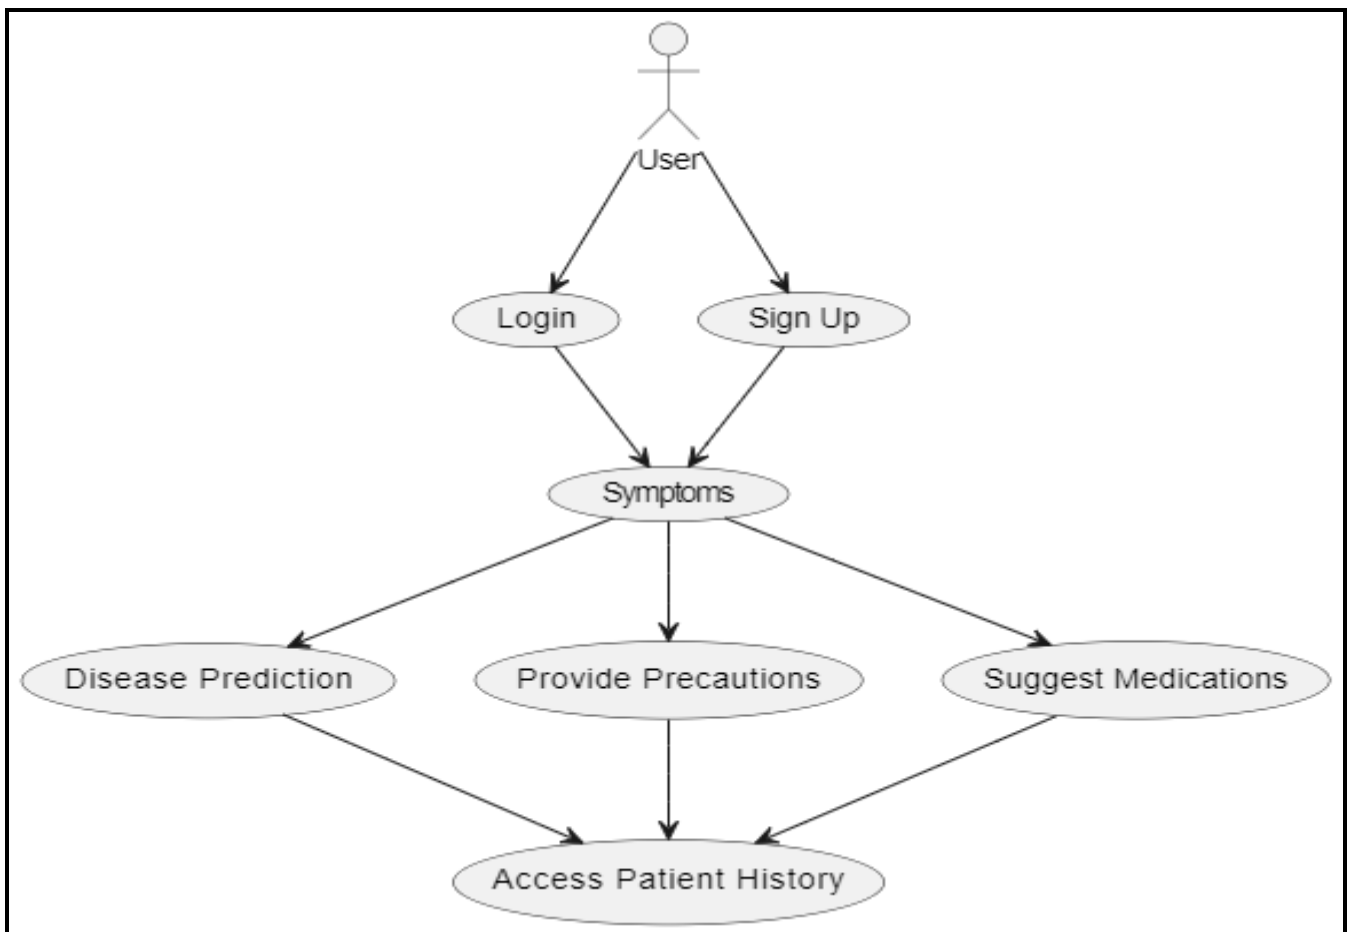 User
Login
Sign Up
Symptoms
Disease Prediction
Provide Precautions
Suggest Medications
Access Patient History